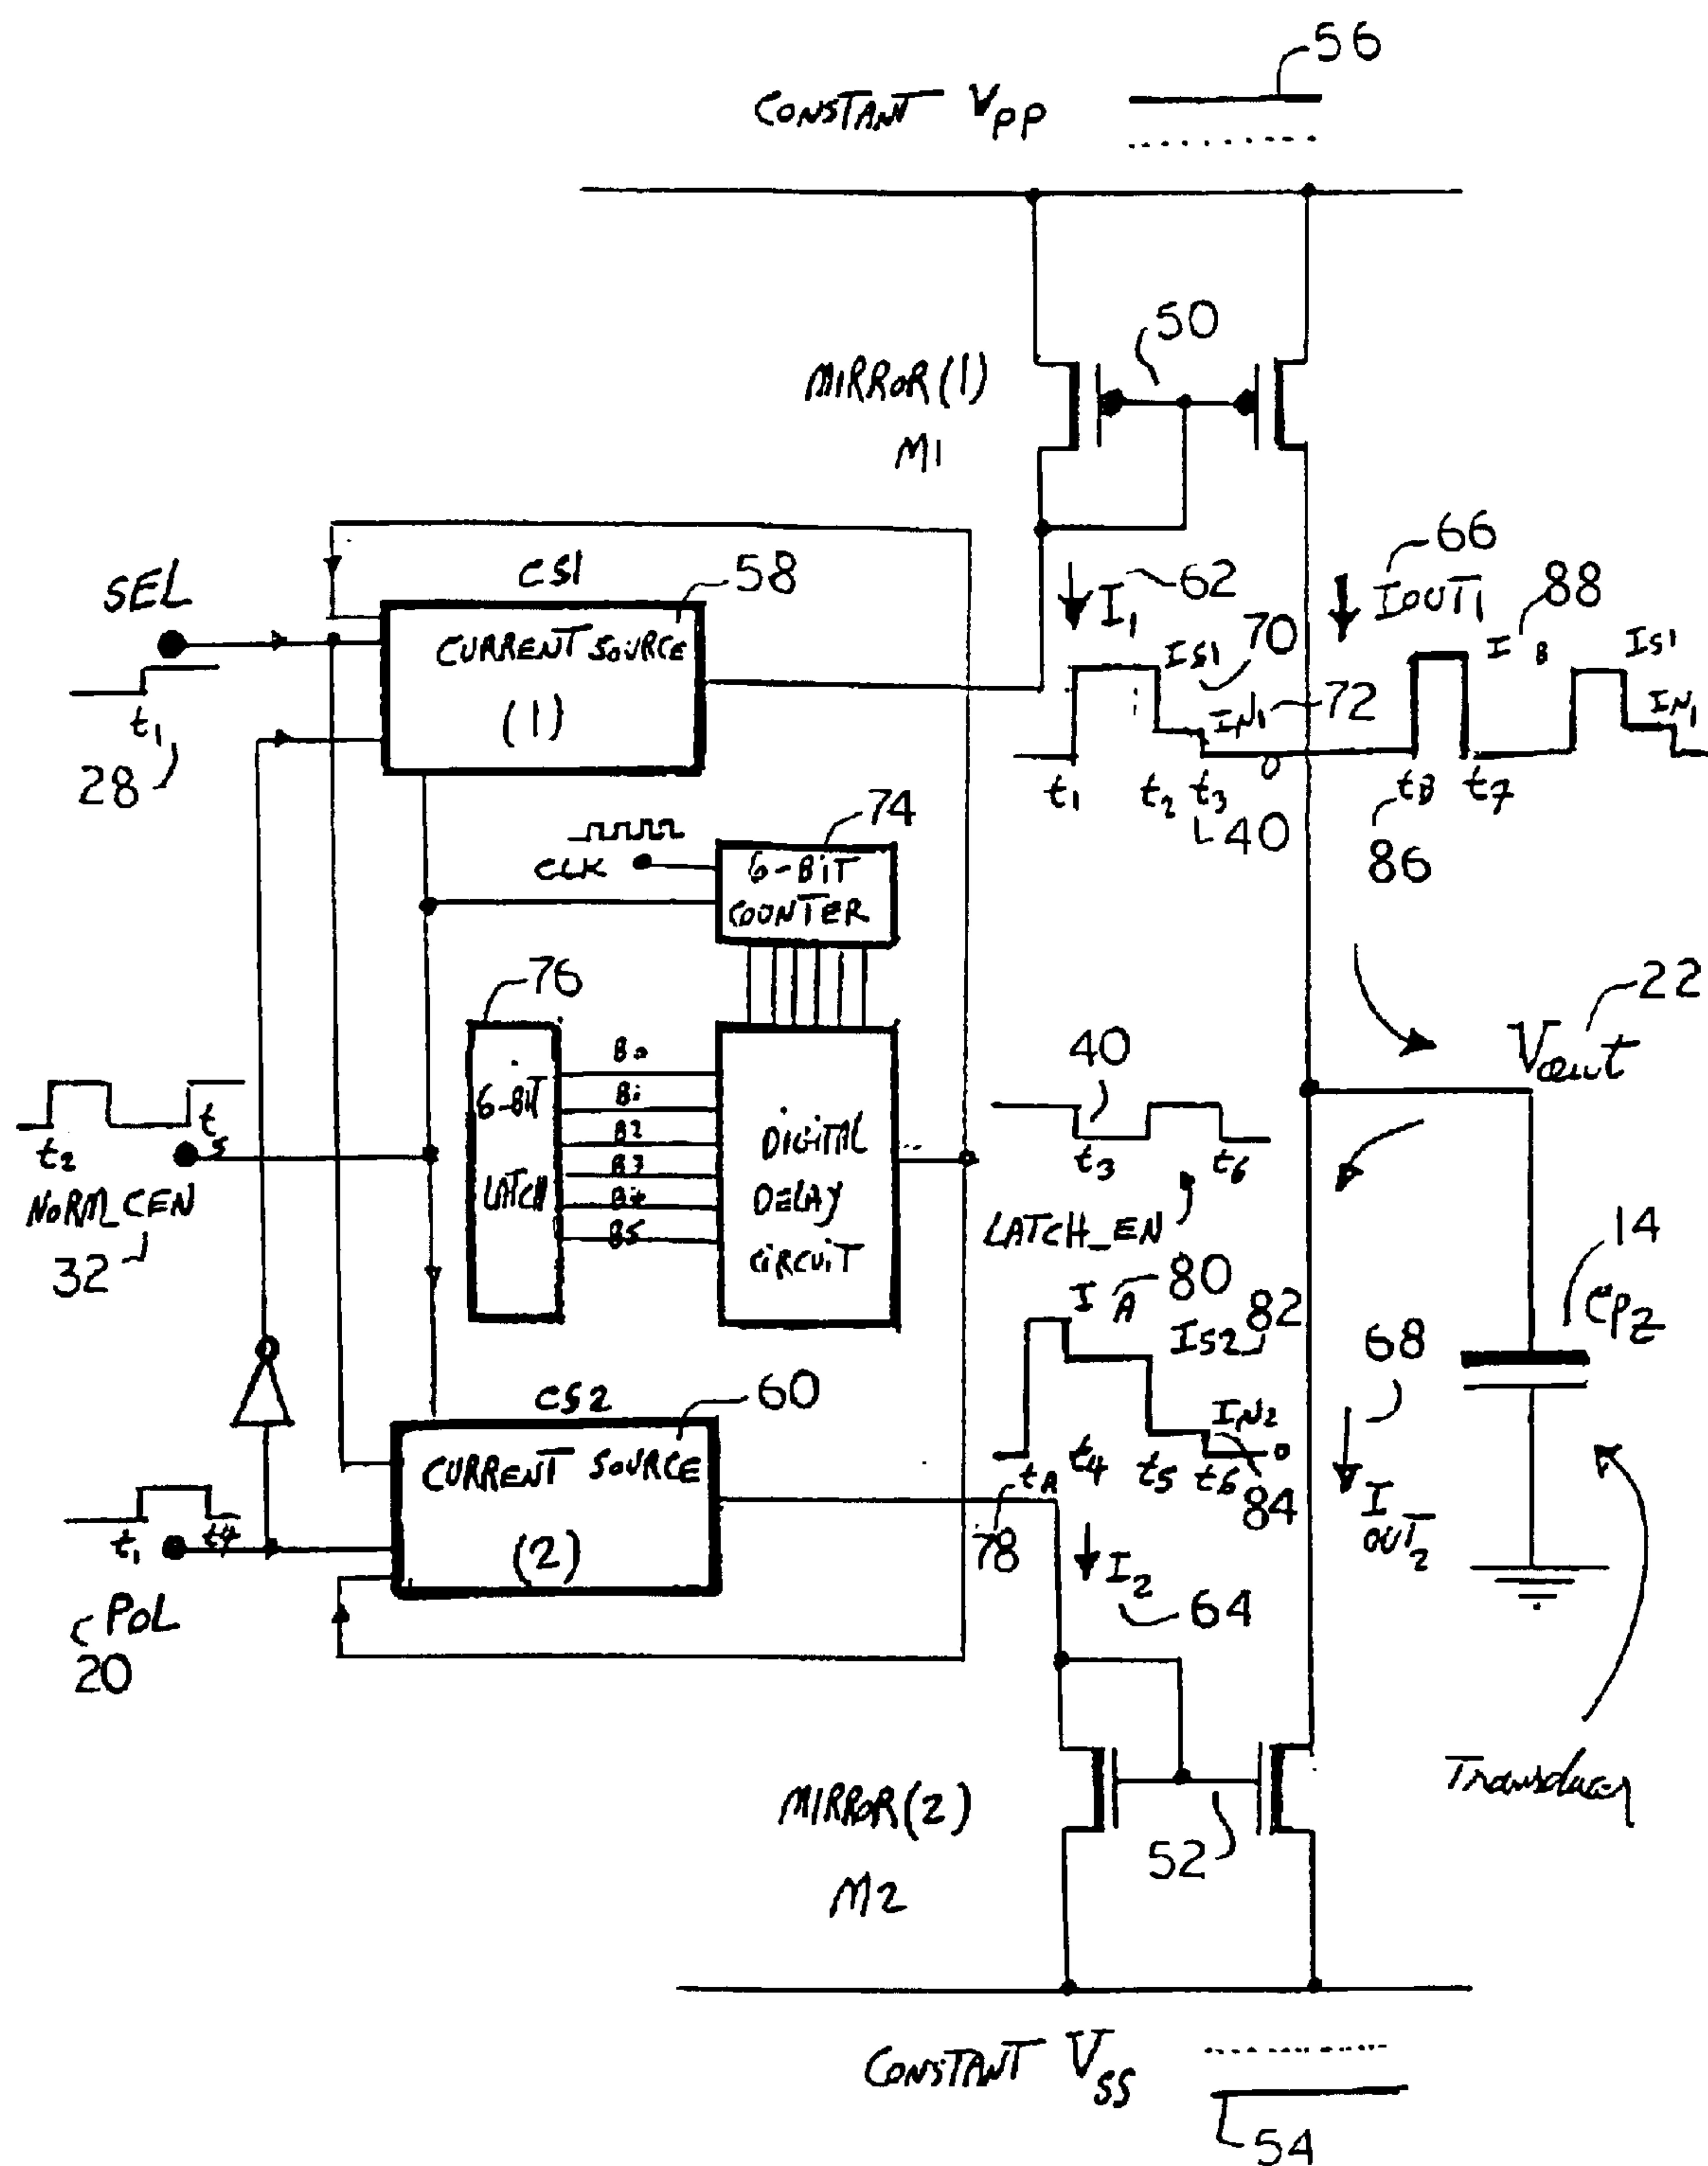 56
CONSTANT VPP
50
MIRROR(1)
M1
66
CS1
58
62
IOUT1
88
SEL
I1
70
I B
IS1
CURRENT SOURCE
IS1
(1)
IN1
72
IN1
t1
0
28
t1
t2
t3
tB
t7
74
40
86
CLK
6-BIT
COUNTER
76
22
Vout
40
B0
6-BIT
B1
t2
t5
B2
DIGITAL
t3
t6
B3
NORM_CEN
LATCH
B4
DELAY
LATCH_EN
14
B5
32
CIRCUIT
I A
80
82
CPZ
IS2
68
CS2
60
IN2
CURRENT SOURCE
0
tA
t4
t5
t6
84
t1
t4
(2)
78
IOUT2
I2
POL
64
20
Transducer
MIRROR(2)
52
M2
CONSTANT VSS
54